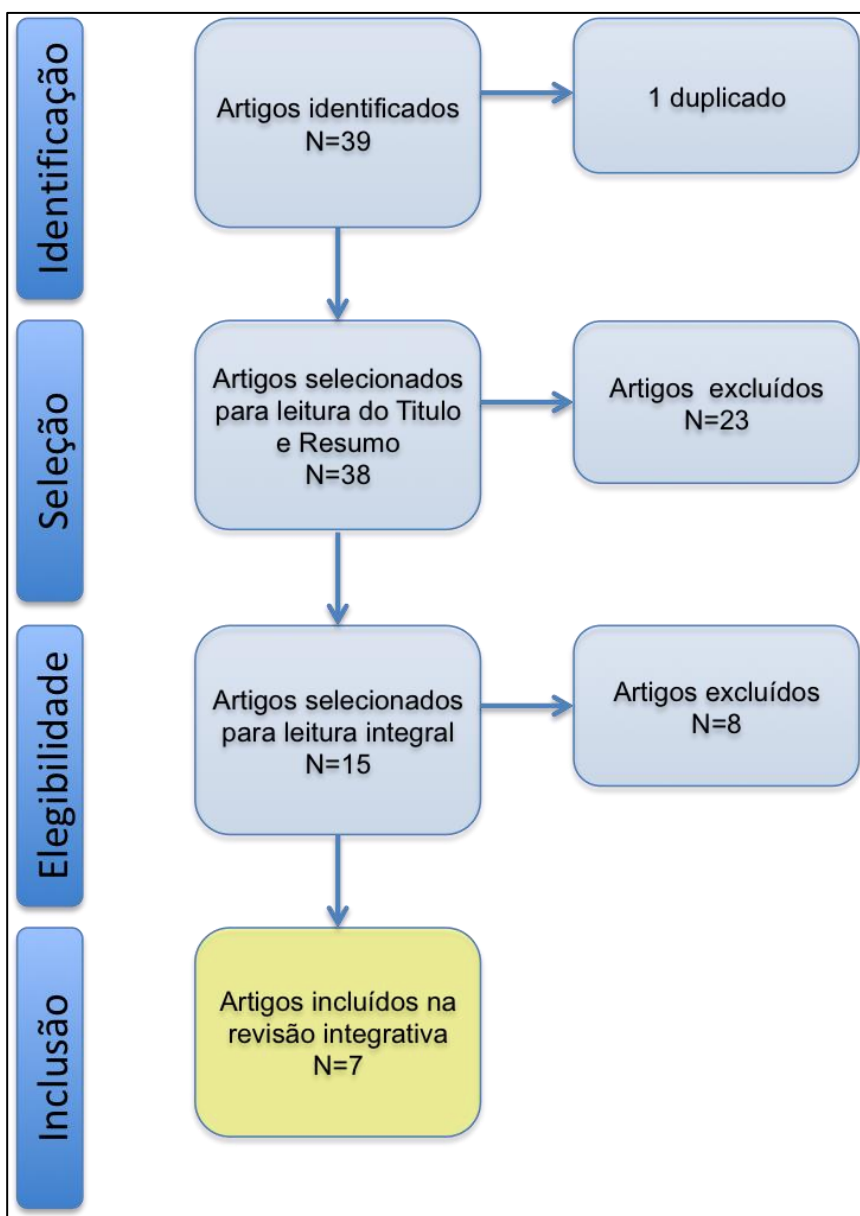 Identificação
Artigos identificados
N=39
1 duplicado
Seleção
Artigos selecionados
para leitura do Titulo
e Resumo
N=38
Artigos excluídos
N=23
Elegibilidade
Artigos selecionados
para leitura integral
N=15
Artigos excluídos
N=8
Inclusão
Artigos incluídos na
revisão integrativa
N=7